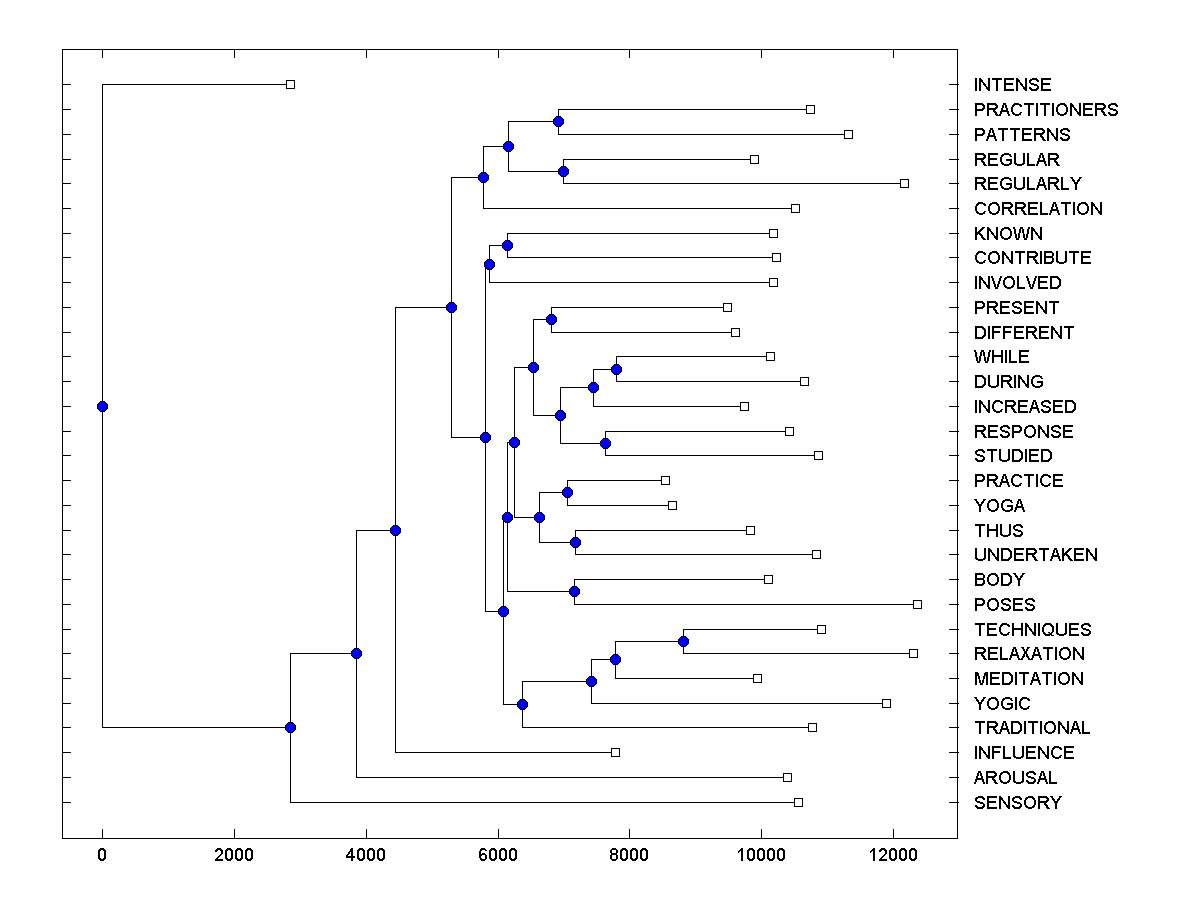 INTENSE
PRACTITIONERS
PATTERNS
REGULAR
REGULARLY
CORRELATION
KNOWN
CONTRIBUTE
INVOLVED
PRESENT
DIFFERENT
WHILE
DURING
INCREASED
RESPONSE
STUDIED
PRACTICE
YOGA
THUS
UNDERTAKEN
BODY
POSES
TECHNIQUES
RELAXATION
MEDITATION
YOGIC
TRADITIONAL
INFLUENCE
AROUSAL
SENSORY
0 2000 4000 6000 8000 10000 12000